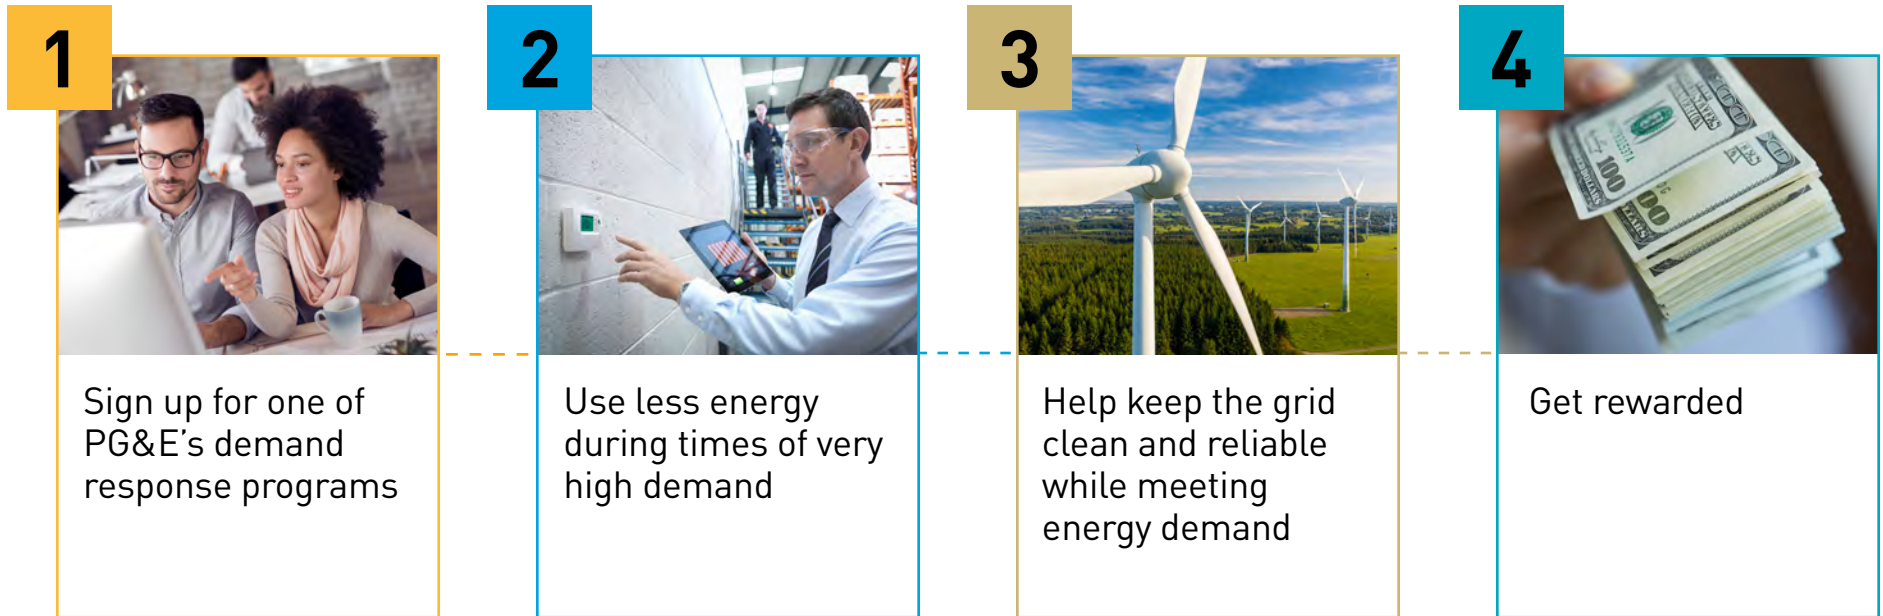 1
Sign up for one of
PG&E’s demand
response programs
2
Use less energy
during times of very
high demand
3
Help keep the grid
clean and reliable
while meeting
energy demand
4
100
Get rewarded